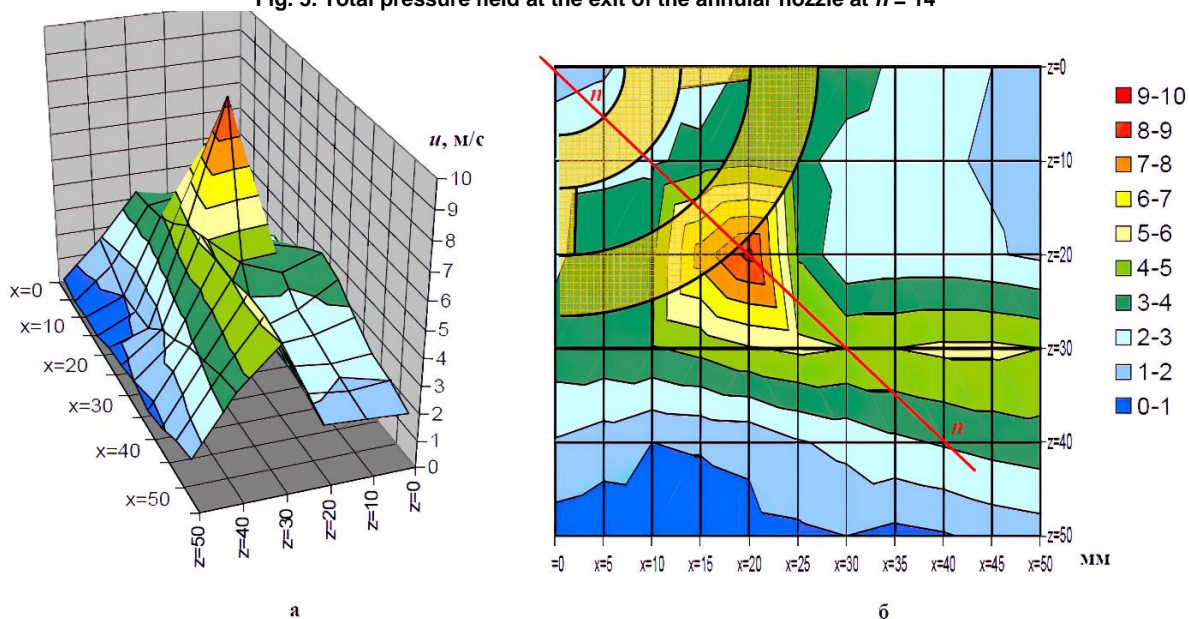 Fig. 5. Total pressure field at the exit of the annular nozzle at n = 14
u, м/с
10
9
8
7
6
5
4
3
2
1
0
x=0
x=10
x=20
x=30
x=40
x=50
z=50
z=40
z=30
z=20
z=10
z=0
а
n
n
z=0
z=10
z=20
z=30
z=40
z=50
=0
x=5
x=10
x=15
x=20
x=25
x=30
x=35
x=40
x=45
x=50
мм
б
9-10
8-9
7-8
6-7
5-6
4-5
3-4
2-3
1-2
0-1